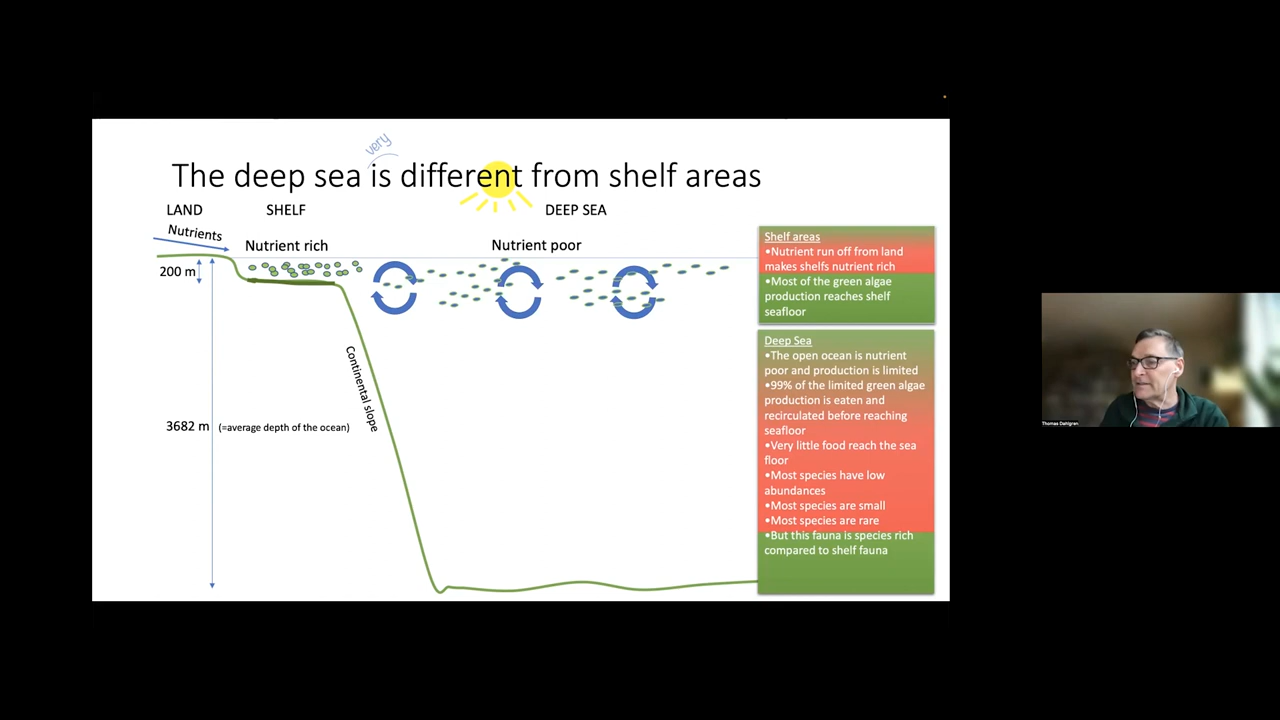 very
The deep sea is different from shelf areas
LAND
SHELF
DEEP SEA
Nutrients
Nutrient rich
Nutrient poor
200 m
Continental slope
3682 m
(=average depth of the ocean)
Shelf areas
•Nutrient run off from land
makes shelfs nutrient rich
•Most of the green algae
production reaches shelf
seafloor
Deep Sea
•The open ocean is nutrient
poor and production is limited
•99% of the limited green algae
production is eaten and
recirculated before reaching
seafloor
•Very little food reach the sea
floor
•Most species have low
abundances
•Most species are small
•Most species are rare
•But this fauna is species rich
compared to shelf fauna
Thomas Dahlgren